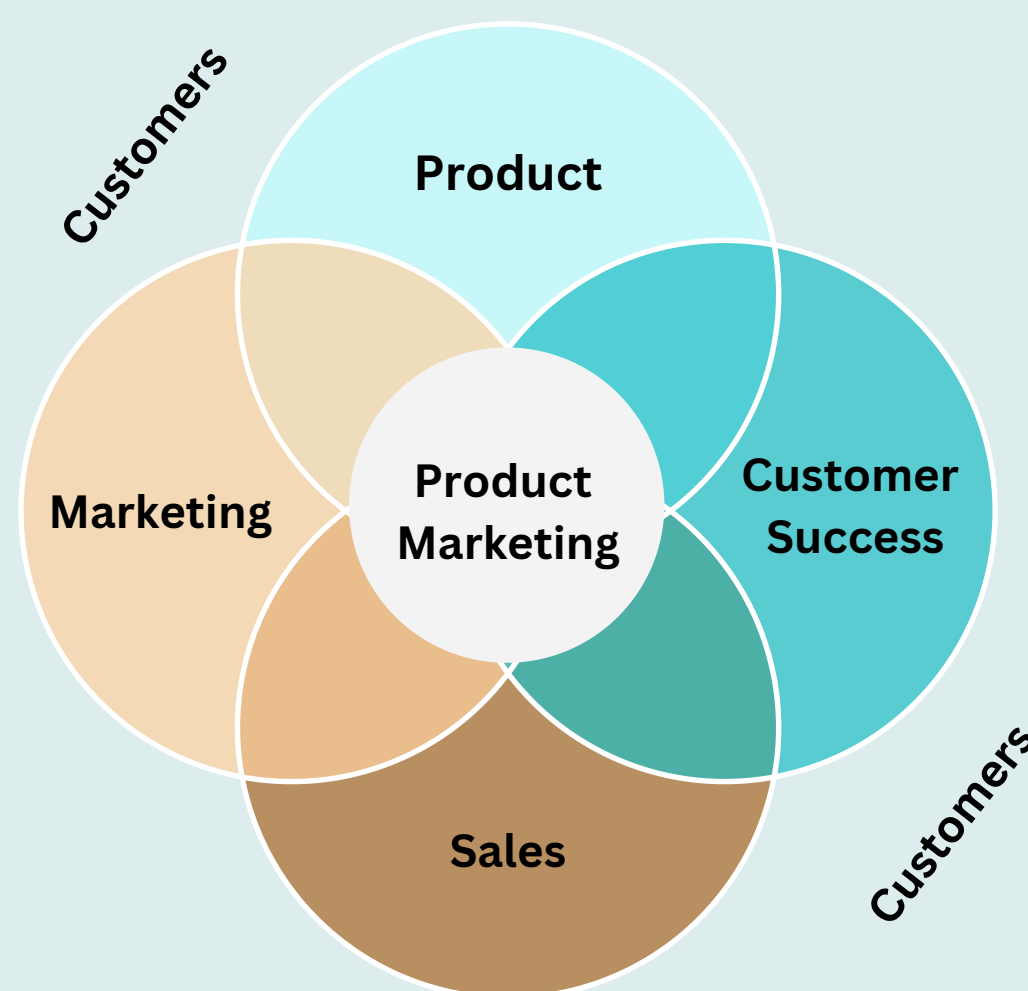 Customers
Product
Marketing
Product
Marketing
Customer
Success
Sales
Customers